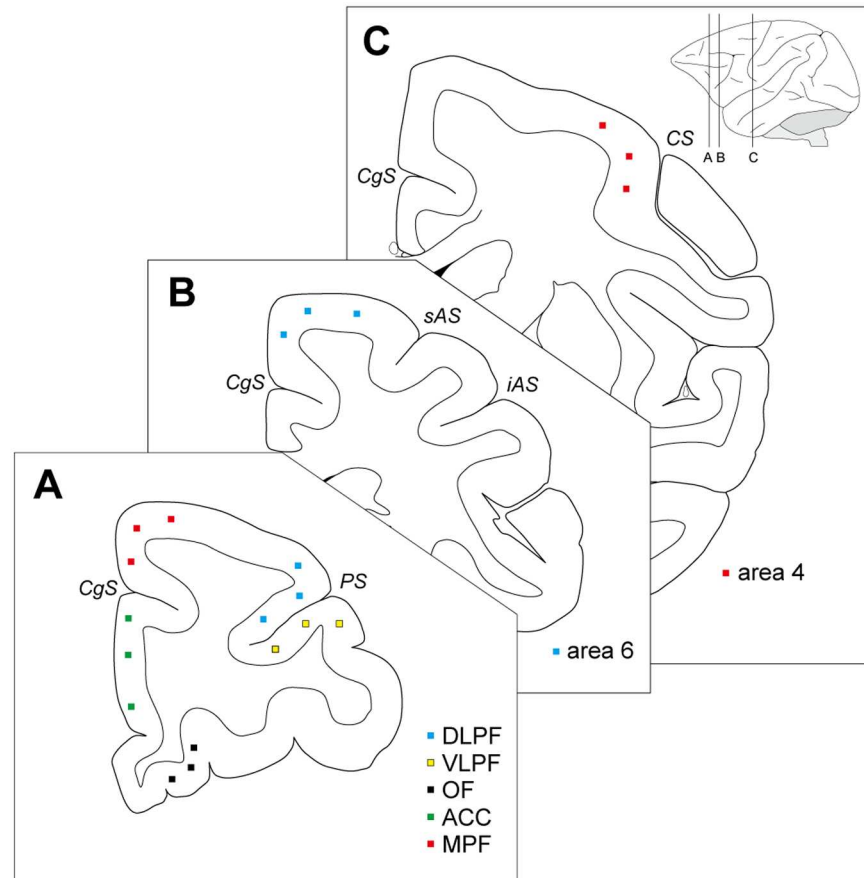 C
A B C
CS
CgS
area 4
B
sAS
CgS
iAS
area 6
A
CgS
PS
DLPF
VLPF
OF
ACC
MPF